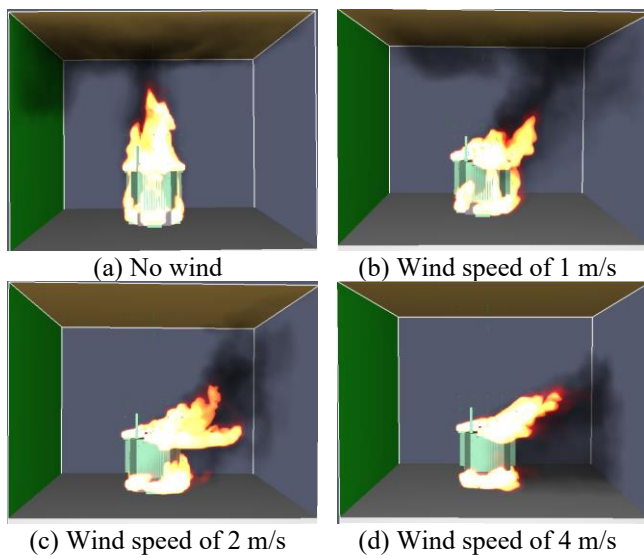 (a) No wind
(b) Wind speed of 1 m/s
(c) Wind speed of 2 m/s
(d) Wind speed of 4 m/s